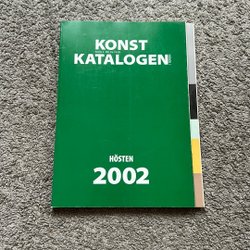 KONST
KATALOGEN
HÖSTEN
2002